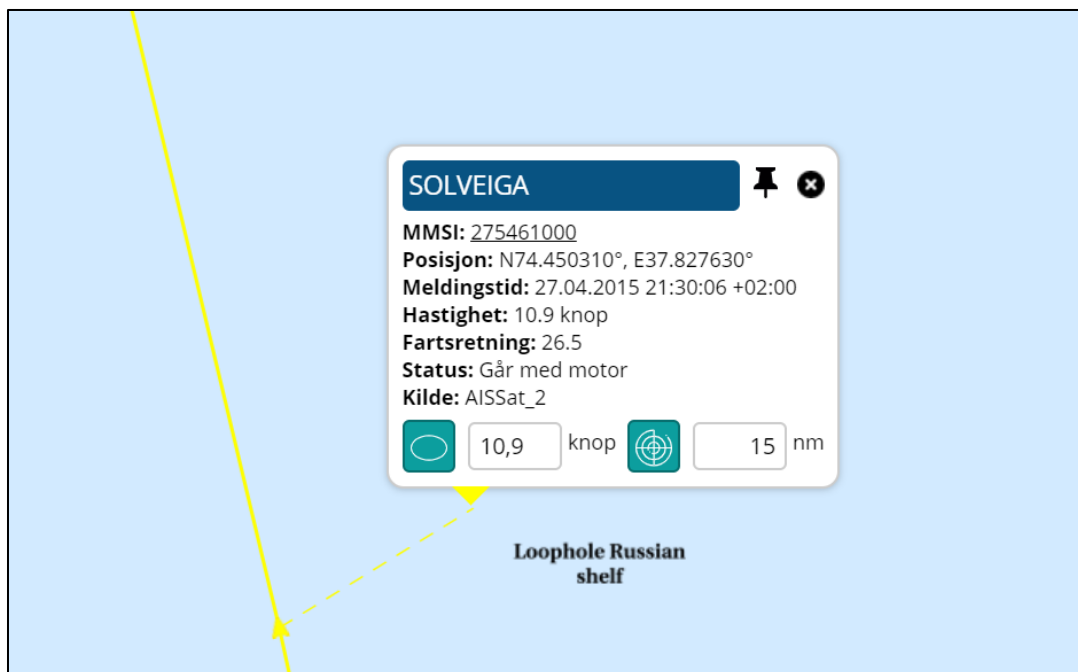 SOLVEIGA
MMSI: 275461000
Posisjon: N74.450310°, E37.827630°
Meldingstid: 27.04.2015 21:30:06 +02:00
Hastighet: 10.9 knop
Fartsretning: 26.5
Status: Går med motor
Kilde: AISSat_2
10,9 knop 15 nm
Loophole Russian
shelf